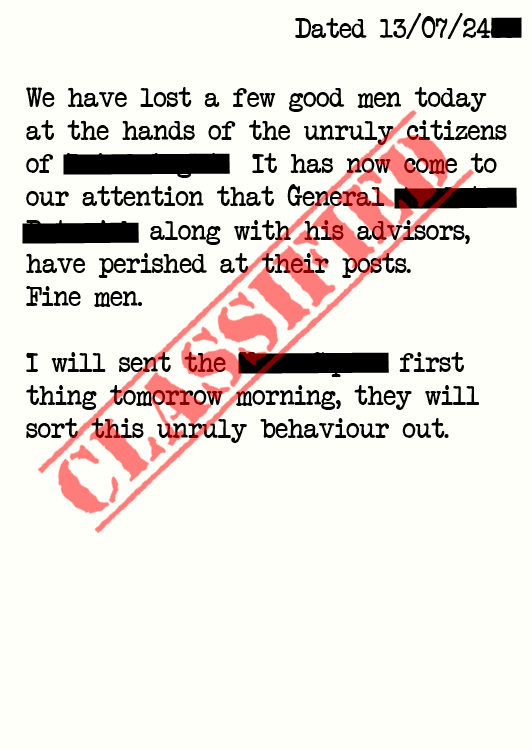 Dated 13/07/24
We have lost a few good men today
at the hands of the unruly citizens
of It has now come to
our attention that General
along with his advisors,
have perished at their posts.
Fine men.
I will sent the first
thing tomorrow morning, they will
sort this unruly behaviour out.
CLASSIFIED